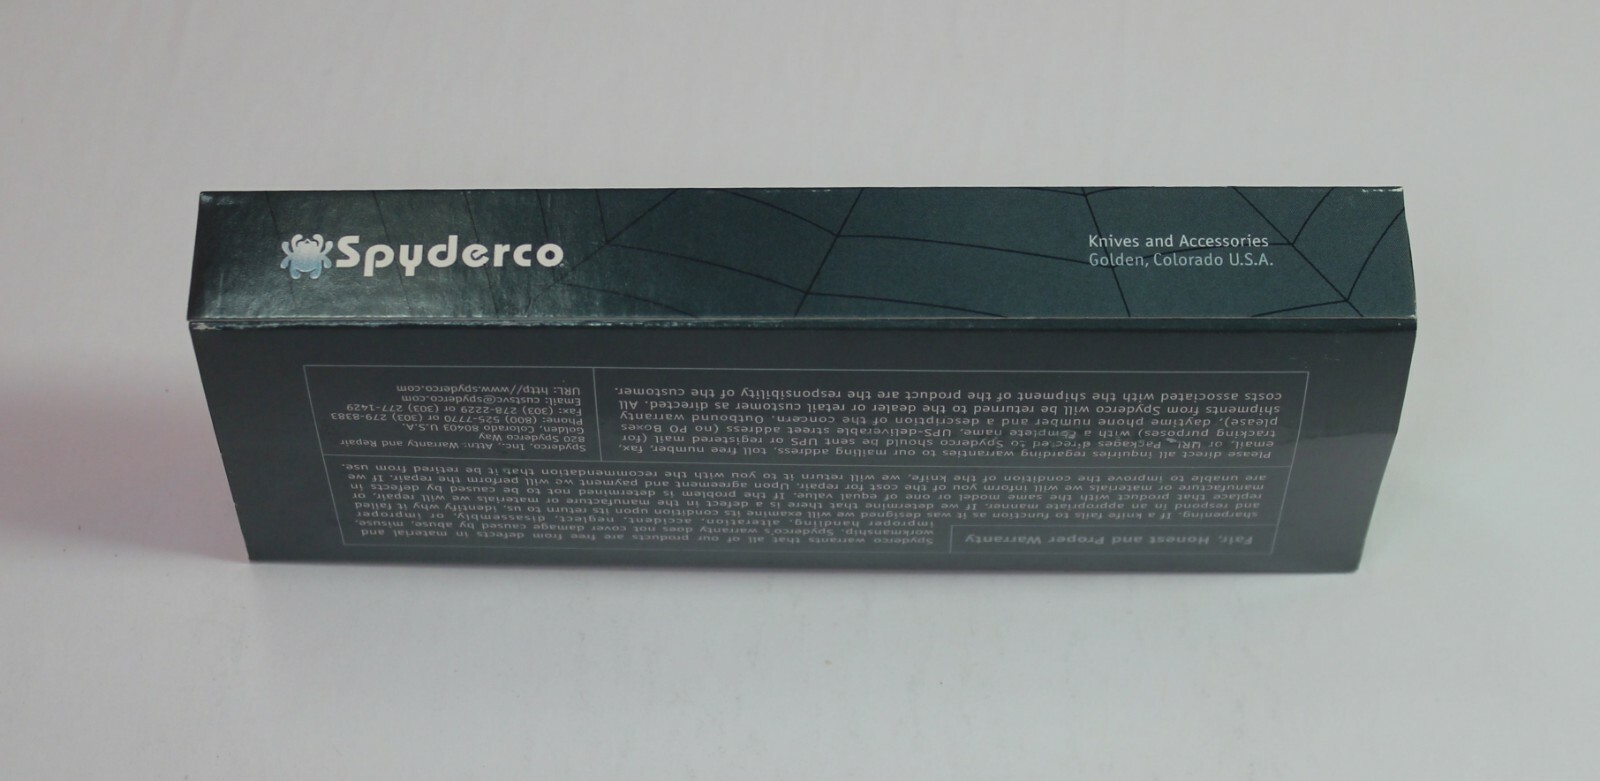 Spyderco
Knives and Accessories
Golden, Colorado U.S.A.
Fair, Honest and Proper Warranty
Spyderco warrants that all of our products are free from defects in material and
workmanship. Spyderco's warranty does not cover damage caused by abuse, misuse,
improper handling, alteration, accident, neglect, disassembly, or improper
sharpening. If a knife fails to function as it was designed we will examine its condition upon its return to us, identify why it failed
and respond in an appropriate manner. If we determine that there is a defect in the manufacture or materials we will repair, or
replace that product with the same model or one of equal value. If the problem is determined not to be caused by defects in
manufacture or materials we will inform you of the cost for repair. Upon agreement and payment we will perform the repair. If we
are unable to improve the condition of the knife, we will return it to you with the recommendation that it be retired from use.
Please direct all inquiries regarding warranties to our mailing address, toll free number, fax,
email, or URL. Packages directed to Spyderco should be sent UPS or registered mail (for
tracking purposes) with a complete name, UPS-deliverable street address (no PO Boxes
please), daytime phone number and a description of the concern. Outbound warranty
shipments from Spyderco will be returned to the dealer or retail customer as directed. All
costs associated with the shipment of the product are the responsibility of the customer.
Spyderco, Inc., Attn: Warranty and Repair
820 Spyderco Way
Golden, Colorado 80403 U.S.A.
Phone: (800) 525-7770 or (303) 279-8383
Fax: (303) 278-2229 or (303) 277-1429
Email: custsvc@spyderco.com
URL: http://www.spyderco.com